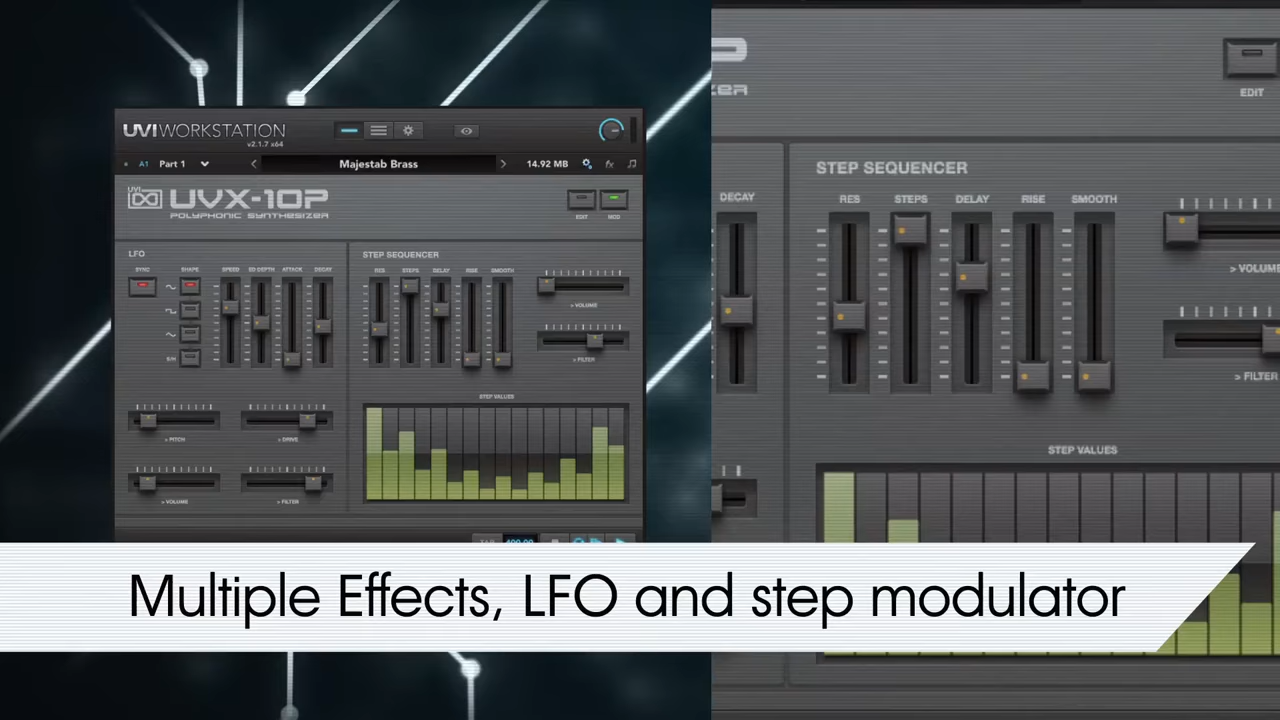 UVIWORKSTATION
v2.1.7 x64
A1 Part 1
Majestab Brass
14.92 MB
fx
UVI
UVX-10P
POLYPHONIC SYNTHESIZER
EDIT
MOD
LFO
SYNC
SHAPE
SPEED
ATTACK
DECAY
S/H
> PITCH
> DRIVE
> VOLUME
> FILTER
STEP SEQUENCER
RES
STEPS
DELAY
RISE
SMOOTH
> VOLUME
> FILTER
STEP VALUES
EDIT
DECAY
STEP SEQUENCER
RES
STEPS
DELAY
RISE
SMOOTH
> VOLUME
> FILTER
STEP VALUES
Multiple Effects, LFO and step modulator